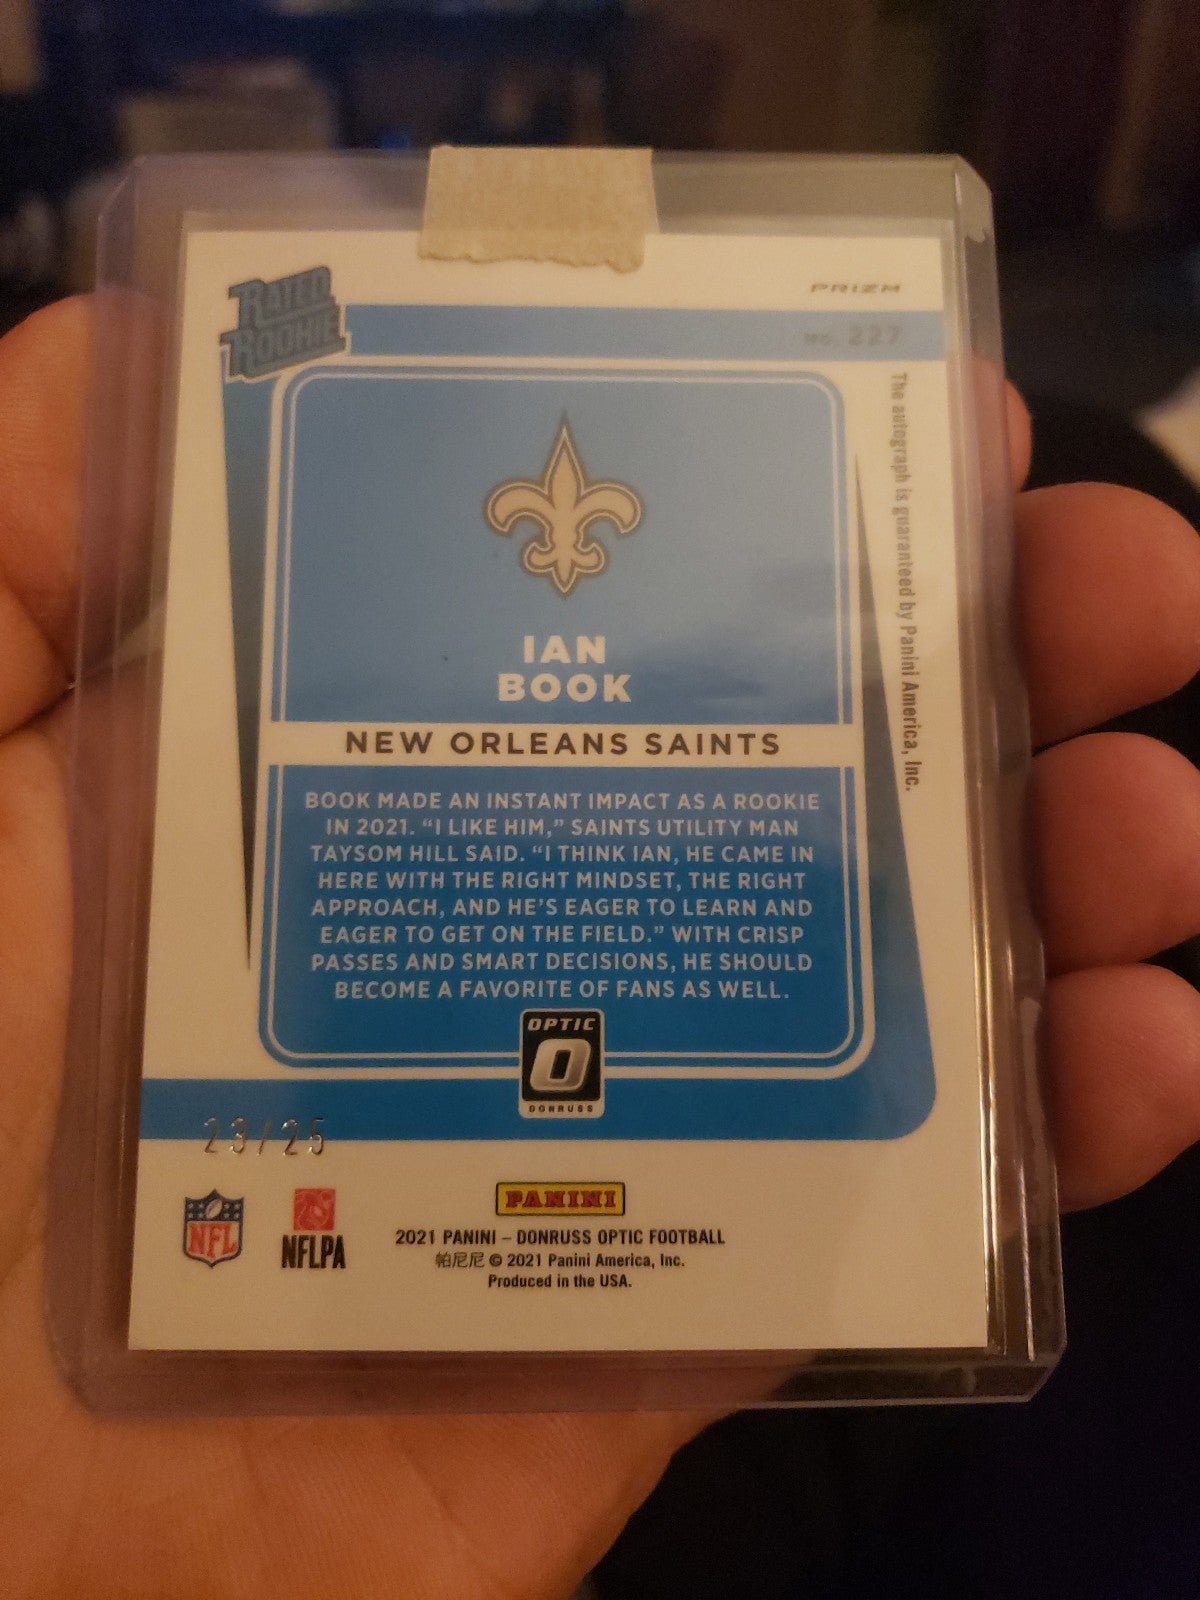 RATED
ROOKIE
PRIZM
No. 227
The autograph is guaranteed by Panini America, Inc.
IAN
BOOK
NEW ORLEANS SAINTS
BOOK MADE AN INSTANT IMPACT AS A ROOKIE
IN 2021. “I LIKE HIM,” SAINTS UTILITY MAN
TAYSOM HILL SAID. “I THINK IAN, HE CAME IN
HERE WITH THE RIGHT MINDSET, THE RIGHT
APPROACH, AND HE’S EAGER TO LEARN AND
EAGER TO GET ON THE FIELD.” WITH CRISP
PASSES AND SMART DECISIONS, HE SHOULD
BECOME A FAVORITE OF FANS AS WELL.
OPTIC
O
DONRUSS
23/25
NFL
NFLPA
PANINI
2021 PANINI – DONRUSS OPTIC FOOTBALL
帕尼尼 © 2021 Panini America, Inc.
Produced in the USA.